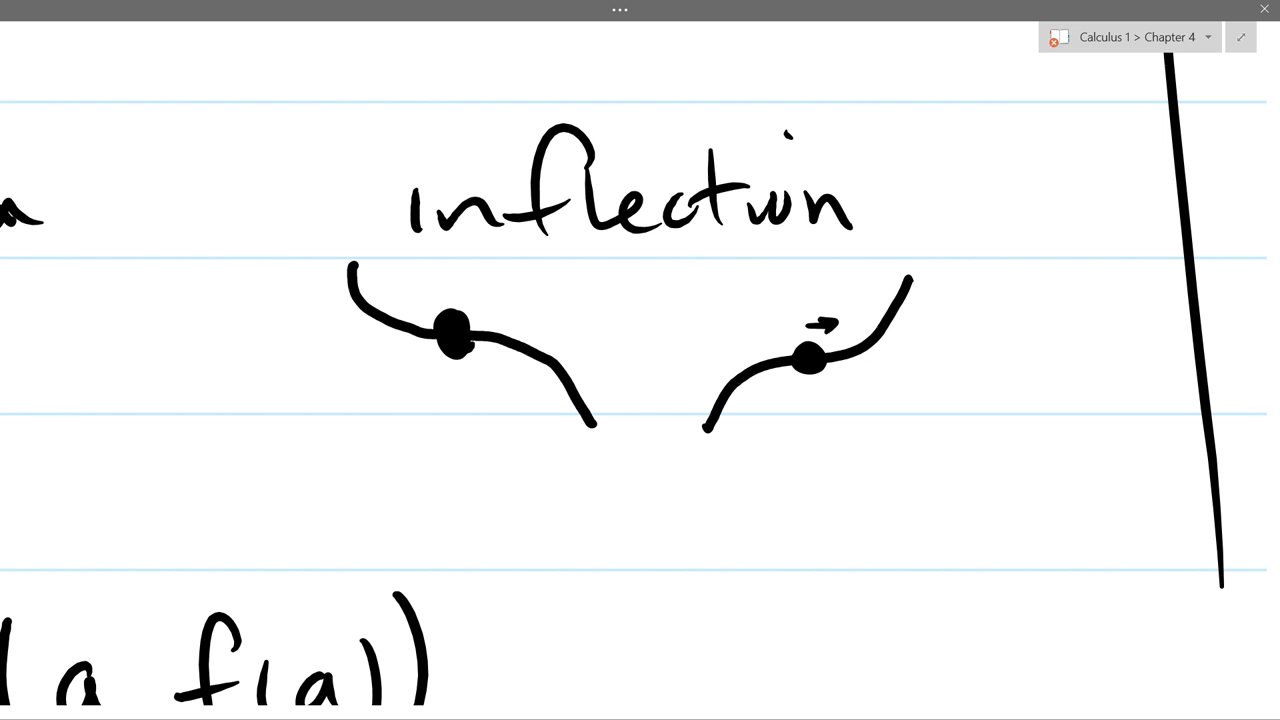 Calculus 1 > Chapter 4
a inflection
( a f(a))